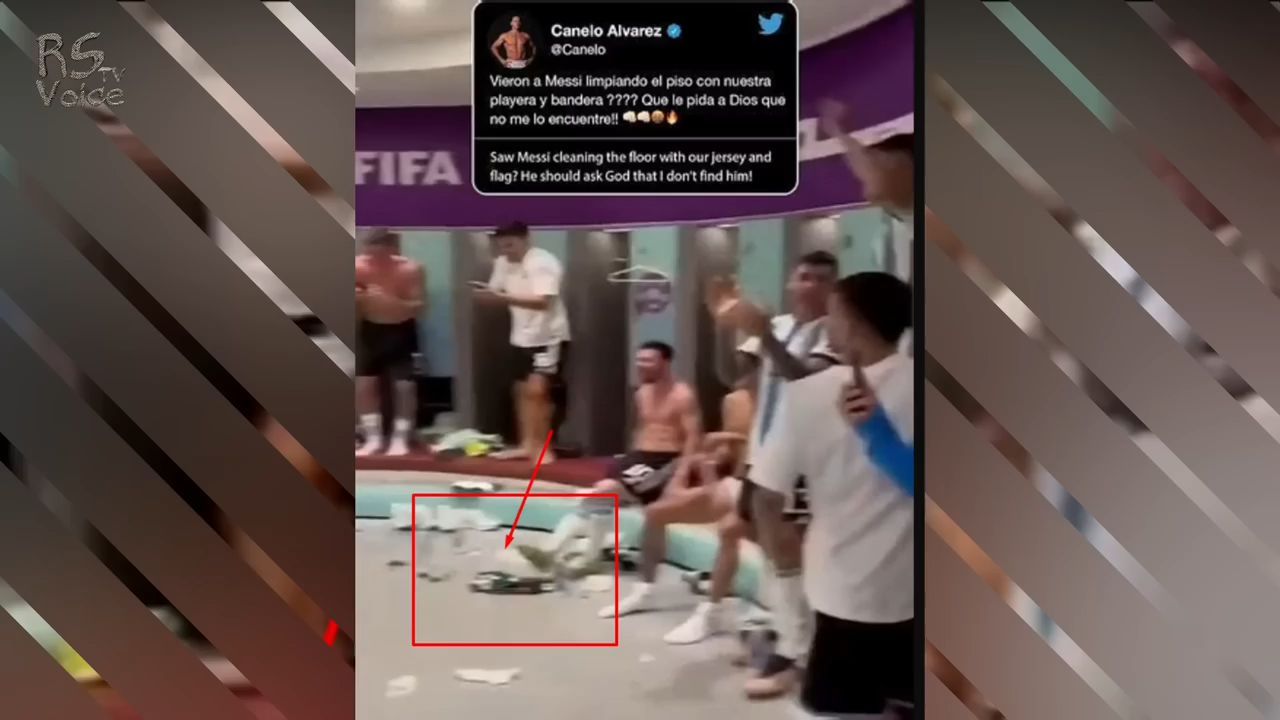 RS
TV
Voice
Canelo Alvarez
@Canelo
Vieron a Messi limpiando el piso con nuestra
playera y bandera ???? Que le pida a Dios que
no me lo encuentre!! 👊🏻👊🏻😡🔥
Saw Messi cleaning the floor with our jersey and
flag? He should ask God that I don't find him!
FIFA